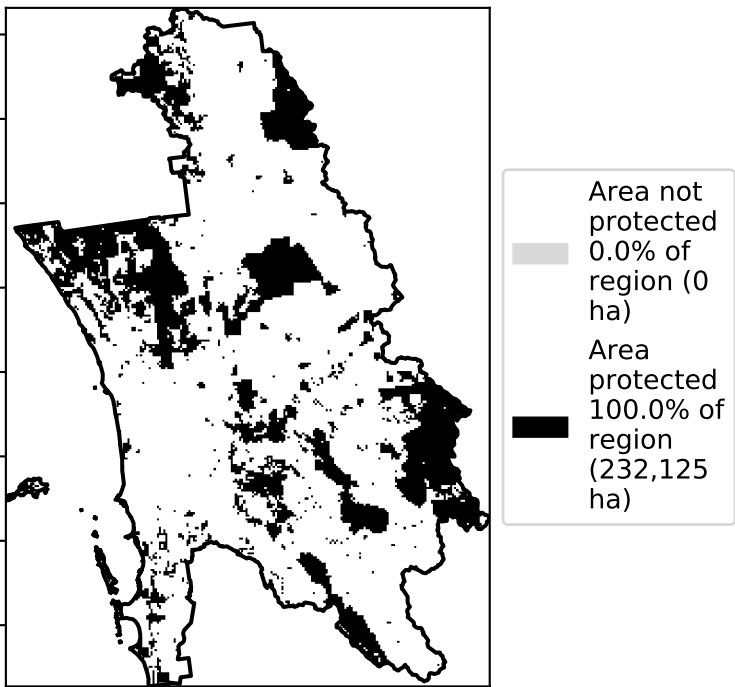 Area not
protected
0.0% of
region (0
ha)
Area
protected
100.0% of
region
(232,125
ha)